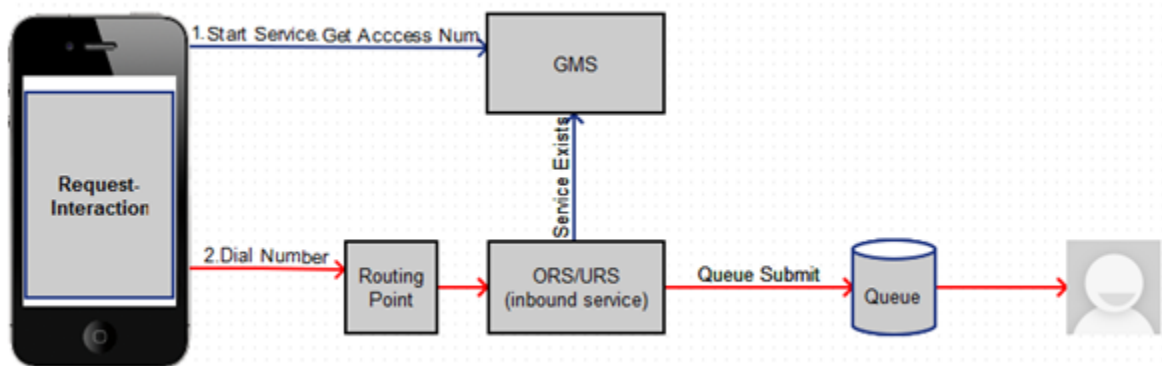 1.Start Service.Get Acccess Num
GMS
Service Exists
Request-
Interaction
2.Dial Number
Routing
Point
ORS/URS
(inbound service)
Queue Submit
Queue